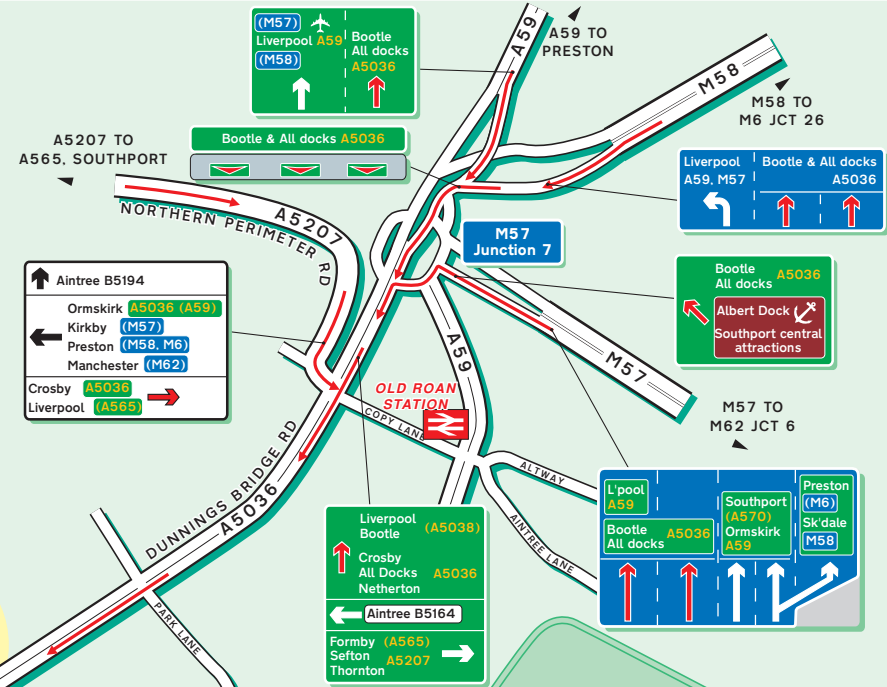 (M57)
Liverpool A59
(M58)
Bootle
All docks
A5036
A59
A59 TO
PRESTON
M58
M58 TO
M6 JCT 26
A5207 TO
A565, SOUTHPORT
Bootle & All docks A5036
Liverpool
A59, M57
Bootle & All docks
A5036
NORTHERN PERIMETER RD
A5207
M57
Junction 7
Bootle
All docks
A5036
Albert Dock
Southport central
attractions
Aintree B5194
Ormskirk A5036 (A59)
Kirkby (M57)
Preston (M58, M6)
Manchester (M62)
Crosby A5036
Liverpool (A565)
A59
M57
M57 TO
M62 JCT 6
OLD ROAN
STATION
COPY LANE
ALTWAY
AINTREE LANE
DUNNINGS BRIDGE RD
A5036
PARK LANE
L'pool
A59
Bootle
All docks
A5036
Southport
(A570)
Ormskirk
A59
Preston
(M6)
Sk'dale
M58
Liverpool
Bootle
(A5038)
Crosby
All Docks
Netherton
A5036
Aintree B5164
Formby (A565)
Sefton
Thornton
A5207